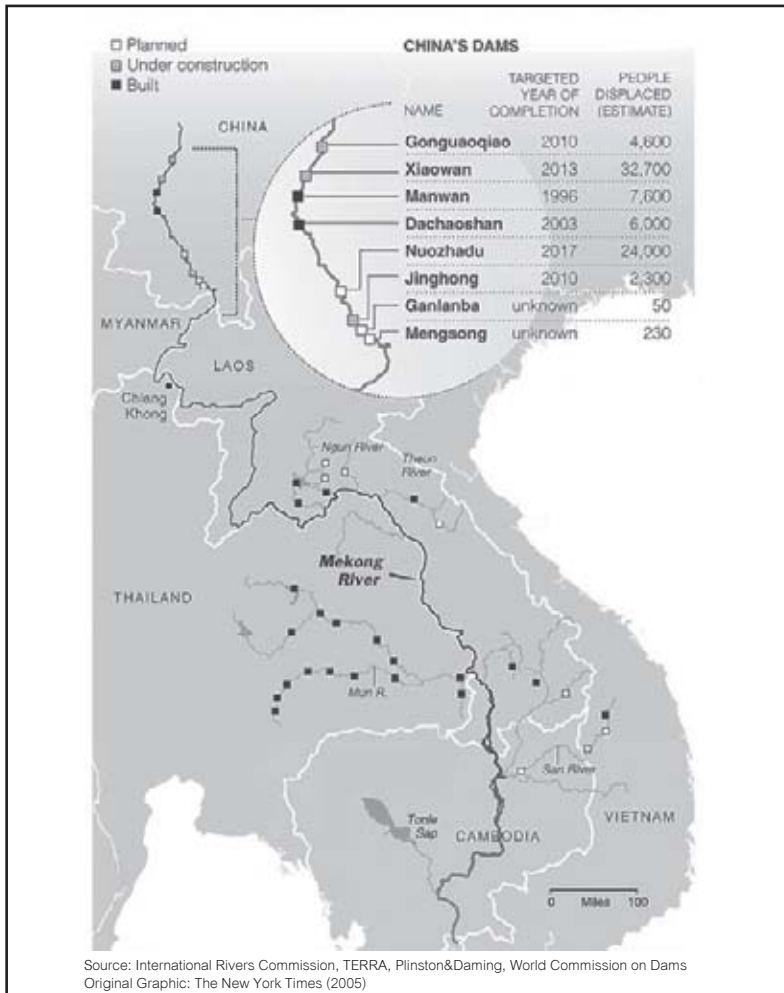 Planned
Under construction
Built
CHINA'S DAMS
NAME TARGETED YEAR OF COMPLETION PEOPLE DISPLACED (ESTIMATE)
Gonguaoqiao 2010 4,600
Xiaowan 2013 32,700
Manwan 1996 7,600
Dachaoshan 2003 6,000
Nuozhadu 2017 24,000
Jinghong 2010 2,300
Ganlanba unknown 50
Mengsong unknown 230
CHINA
MYANMAR
LAOS
Chiang
Khong
Ngun River
Theun
River
Mekong
River
THAILAND
Mun R.
San River
VIETNAM
Tonle
Sap
CAMBODIA
0 Miles 100
Source: International Rivers Commission, TERRA, Plinston&Daming, World Commission on Dams
Original Graphic: The New York Times (2005)